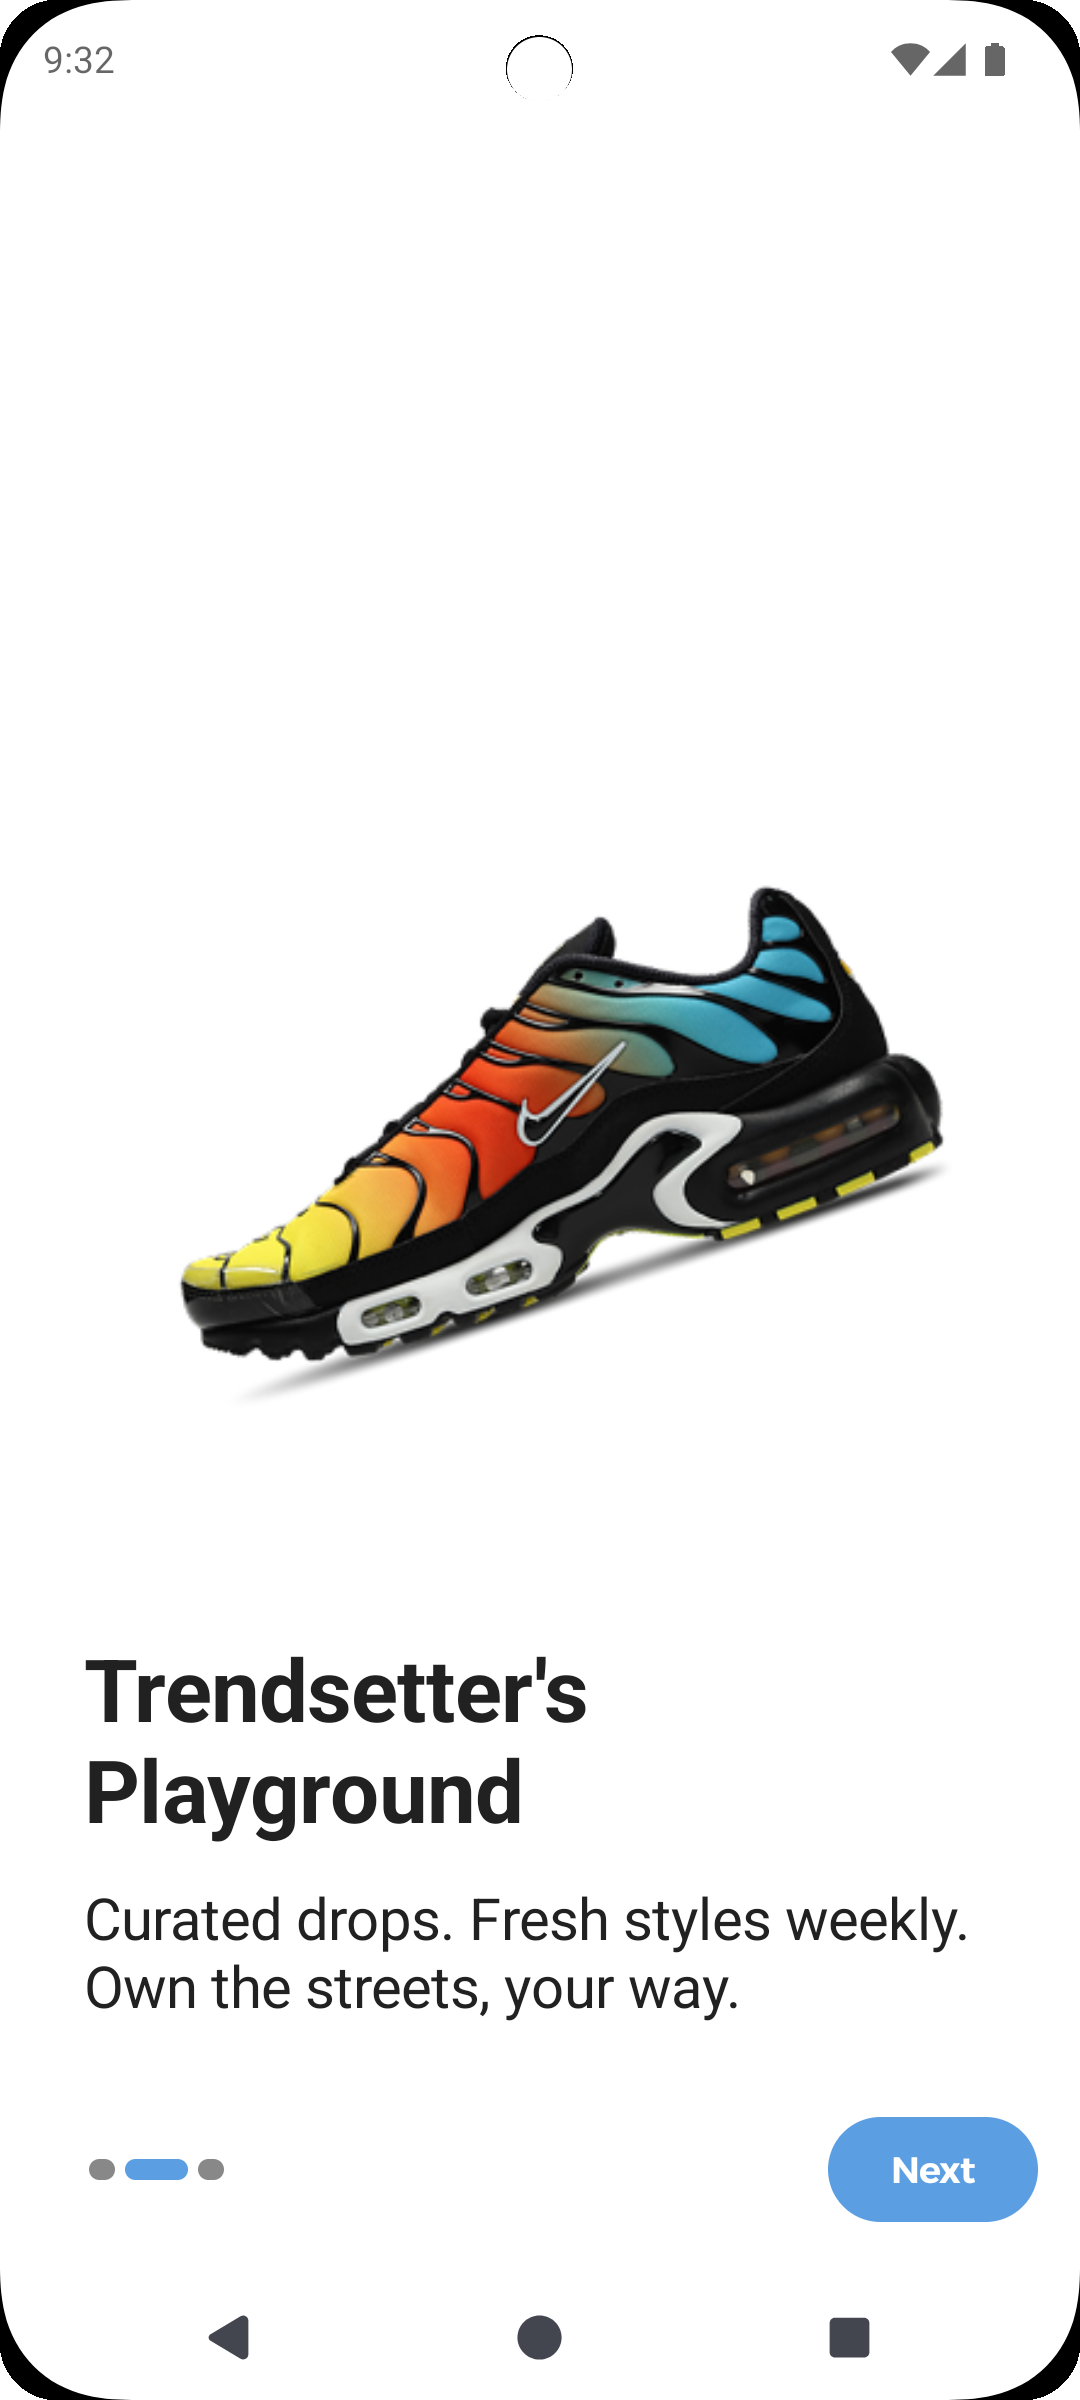 9:32
Trendsetter's
Playground
Curated drops. Fresh styles weekly.
Own the streets, your way.
Next